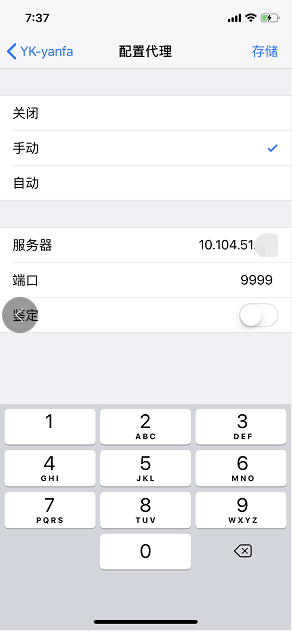 7:37
YK-yanfa 配置代理 存储
关闭
手动
自动
服务器 10.104.51.
端口 9999
鉴定
1
2 ABC
3 DEF
4 GHI
5 JKL
6 MNO
7 PQRS
8 TUV
9 WXYZ
0